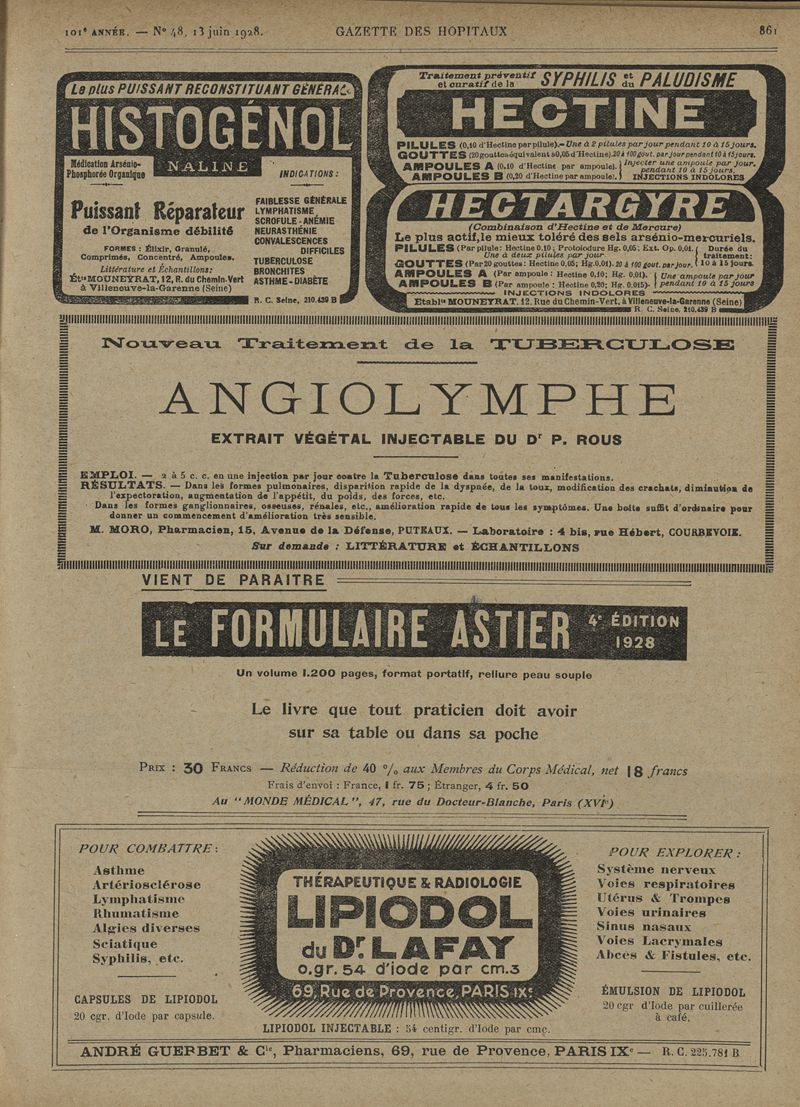 101e ANNÉE. — No 48, 13 juin 1928.
GAZETTE DES HOPITAUX
861
Le plus PUISSANT RECONSTITUANT GÉNÉRAL
HISTOGÉNOL
Médication Arsénio-
Phosphorée Organique
NALINE
INDICATIONS :
Puissant Réparateur
de l'Organisme débilité
FORMES : Élixir, Granulé,
Comprimés, Concentré, Ampoules.
Littérature et Échantillons:
Éts MOUNEYRAT, 12, R. du Chemin-Vert
à Villeneuve-la-Garenne (Seine)
FAIBLESSE GÉNÉRALE
LYMPHATISME
SCROFULE - ANÉMIE
NEURASTHÉNIE
CONVALESCENCES
DIFFICILES
TUBERCULOSE
BRONCHITES
ASTHME - DIABÈTE
R. C. Seine, 210.439 B
Traitement préventif et curatif de la SYPHILIS et du PALUDISME
HECTINE
PILULES (0,10 d'Hectine par pilule).- Une à 2 pilules par jour pendant 10 à 15 jours.
GOUTTES (20 gouttes équivalent à 0,05 d'Hectine). 20 à 100 gout. par jour pendant 10 à 15 jours.
AMPOULES A (0,10 d'Hectine par ampoule). Injecter une ampoule par jour.
AMPOULES B (0,20 d'Hectine par ampoule). pendant 10 à 15 jours.
INJECTIONS INDOLORES
HECTARGYRE
(Combinaison d'Hectine et de Mercure)
Le plus actif, le mieux toléré des sels arsénio-mercuriels.
PILULES (Par pilule: Hectine 0,10; Protoiodure Hg. 0,05; Ext. Op. 0,01.
Une à deux pilules par jour
Durée du
traitement:
10 à 15 jours
GOUTTES (Par 20 gouttes: Hectine 0,05; Hg. 0,01). 20 à 100 gout. par jour.
AMPOULES A (Par ampoule : Hectine 0,10; Hg. 0,01). Une ampoule par jour
AMPOULES B (Par ampoule : Hectine 0,20; Hg. 0,015). pendant 10 à 15 jours
INJECTIONS INDOLORES
Établts MOUNEYRAT, 12, Rue du Chemin-Vert, à Villeneuve-la-Garenne (Seine)
R. C. Seine, 210.439 B
Nouveau Traitement de la TUBERCULOSE
ANGIOLYMPHE
EXTRAIT VÉGÉTAL INJECTABLE DU Dr P. ROUS
EMPLOI. — 2 à 5 c. c. en une injection par jour contre la Tuberculose dans toutes ses manifestations.
RÉSULTATS. — Dans les formes pulmonaires, disparition rapide de la dyspnée, de la toux, modification des crachats, diminution de
l'expectoration, augmentation de l'appétit, du poids, des forces, etc.
Dans les formes ganglionnaires, osseuses, rénales, etc., amélioration rapide de tous les symptômes. Une boîte suffit d'ordinaire pour
donner un commencement d'amélioration très sensible.
M. MORO, Pharmacien, 15, Avenue de la Défense, PUTEAUX. — Laboratoire : 4 bis, rue Hébert, COURBEVOIE.
Sur demande : LITTÉRATURE et ÉCHANTILLONS
VIENT DE PARAITRE
LE FORMULAIRE ASTIER 4e ÉDITION
1928
Un volume 1.200 pages, format portatif, reliure peau souple
Le livre que tout praticien doit avoir
sur sa table ou dans sa poche
PRIX : 30 FRANCS — Réduction de 40 % aux Membres du Corps Médical, net 18 francs
Frais d'envoi : France, 1 fr. 75 ; Étranger, 4 fr. 50
Au "MONDE MÉDICAL", 47, rue du Docteur-Blanche, Paris (XVIe)
POUR COMBATTRE :
Asthme
Artériosclérose
Lymphatisme
Rhumatisme
Algies diverses
Sciatique
Syphilis, etc.
CAPSULES DE LIPIODOL
20 cgr. d'Iode par capsule.
THÉRAPEUTIQUE & RADIOLOGIE
LIPIODOL
du Dr. LAFAY
0.gr. 54 d'iode par cm.3
69, Rue de Provence, PARIS IXe
LIPIODOL INJECTABLE : 54 centigr. d'Iode par cmc.
POUR EXPLORER :
Système nerveux
Voies respiratoires
Utérus & Trompes
Voies urinaires
Sinus nasaux
Voies Lacrymales
Abcès & Fistules, etc.
ÉMULSION DE LIPIODOL
20 cgr d'Iode par cuillerée
à café.
ANDRÉ GUERBET & Cie, Pharmaciens, 69, rue de Provence, PARIS IXe — R. C. 225.781 B